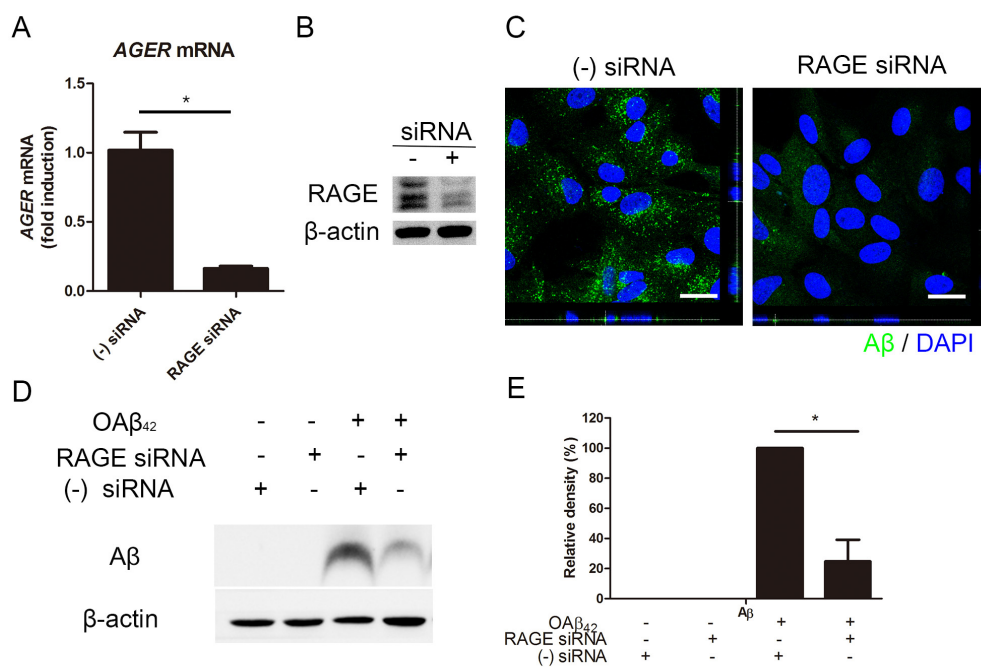 A
AGER mRNA
1.5
1.0
0.5
0.0
AGER mRNA
(fold induction)
*
(-) siRNA
RAGE siRNA
B
siRNA
- +
RAGE
β-actin
C
(-) siRNA
RAGE siRNA
Aβ / DAPI
D
OAβ42 - - + +
RAGE siRNA - + - +
(-) siRNA + - + -
Aβ
β-actin
E
120
100
80
60
40
20
0
Relative density (%)
*
Aβ
OAβ42 - - + +
RAGE siRNA - + - +
(-) siRNA + - + -